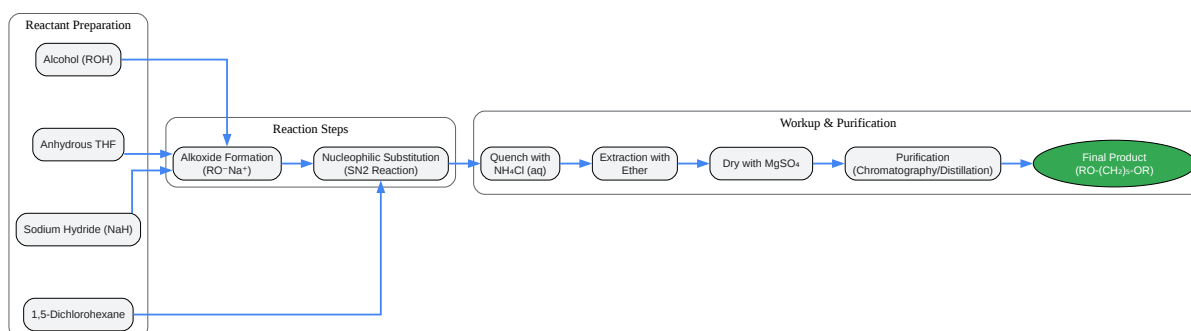 Reactant Preparation
Alcohol (ROH)
Anhydrous THF
Sodium Hydride (NaH)
1,5-Dichlorohexane
Reaction Steps
Alkoxide Formation
(RO⁻Na⁺)
Nucleophilic Substitution
(SN2 Reaction)
Workup & Purification
Quench with
NH₄Cl (aq)
Extraction with
Ether
Dry with MgSO₄
Purification
(Chromatography/Distillation)
Final Product
(RO-(CH₂)₅-OR)